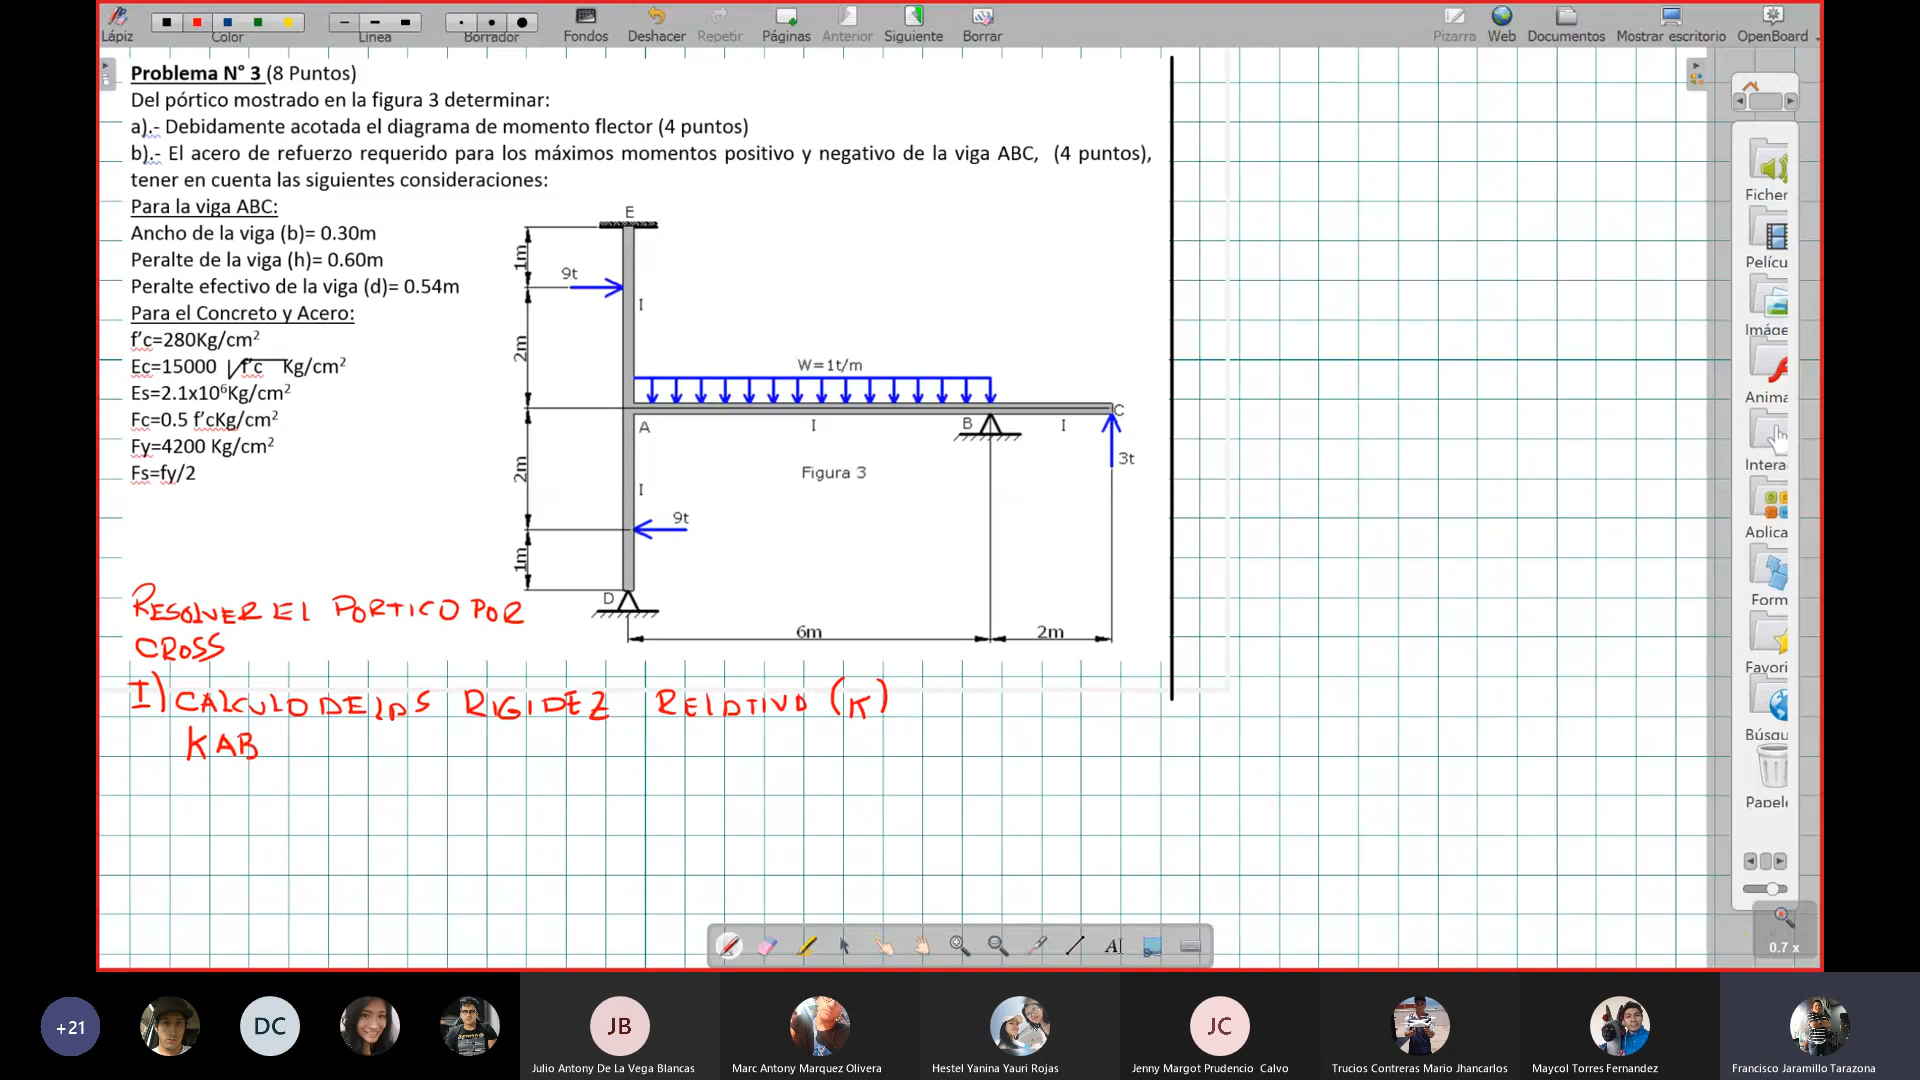 Lápiz
Color
Linea
Borrador
Fondos
Deshacer
Repetir
Páginas
Anterior
Siguiente
Borrar
Pizarra
Web
Documentos
Mostrar escritorio
OpenBoard
Problema N° 3 (8 Puntos)
Del pórtico mostrado en la figura 3 determinar:
a).- Debidamente acotada el diagrama de momento flector (4 puntos)
b).- El acero de refuerzo requerido para los máximos momentos positivo y negativo de la viga ABC, (4 puntos),
tener en cuenta las siguientes consideraciones:
Para la viga ABC:
Ancho de la viga (b)= 0.30m
Peralte de la viga (h)= 0.60m
Peralte efectivo de la viga (d)= 0.54m
Para el Concreto y Acero:
f'c=280Kg/cm²
Ec=15000 √f'c Kg/cm²
Es=2.1x10⁶Kg/cm²
Fc=0.5 f'cKg/cm²
Fy=4200 Kg/cm²
Fs=fy/2
E
1m
9t
I
2m
W=1t/m
A
I
B
I
C
3t
Figura 3
2m
I
9t
1m
D
6m
2m
RESOLVER EL PORTICO POR
CROSS
I) CALCULO DE LAS RIGIDEZ RELATIVA (K)
KAB
Ficher
Pelícu
Imáge
Anima
Intera
Aplica
Form
Favori
Búsqu
Papele
0.7 x
+21
DC
JB
JC
Julio Antony De La Vega Blancas
Marc Antony Marquez Olivera
Hestel Yanina Yauri Rojas
Jenny Margot Prudencio Calvo
Trucios Contreras Mario Jhancarlos
Maycol Torres Fernandez
Francisco Jaramillo Tarazona